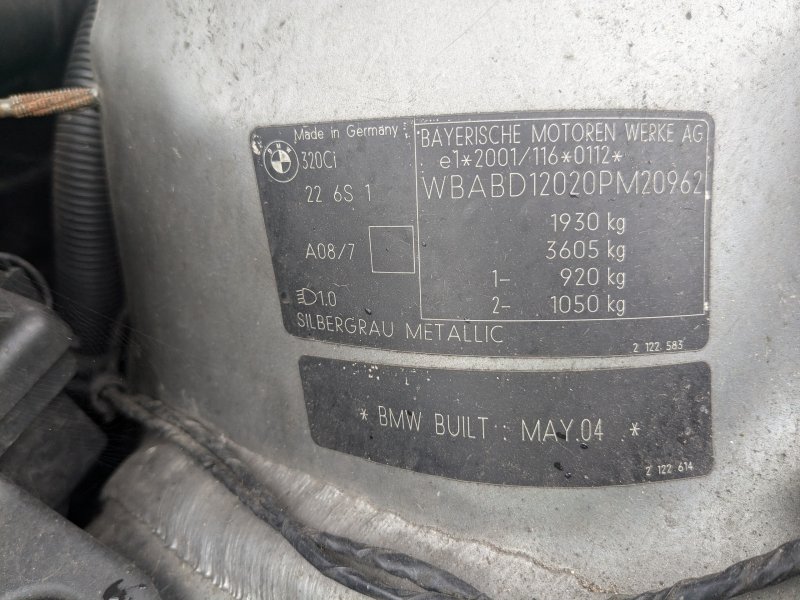 Made in Germany
BMW
320Ci
22 6S 1
A08/7
1.0
SILBERGRAU METALLIC
BAYERISCHE MOTOREN WERKE AG
e1*2001/116*0112*
WBABD12020PM20962
1930 kg
3605 kg
1- 920 kg
2- 1050 kg
2 122 583
* BMW BUILT : MAY.04 *
2 122 614